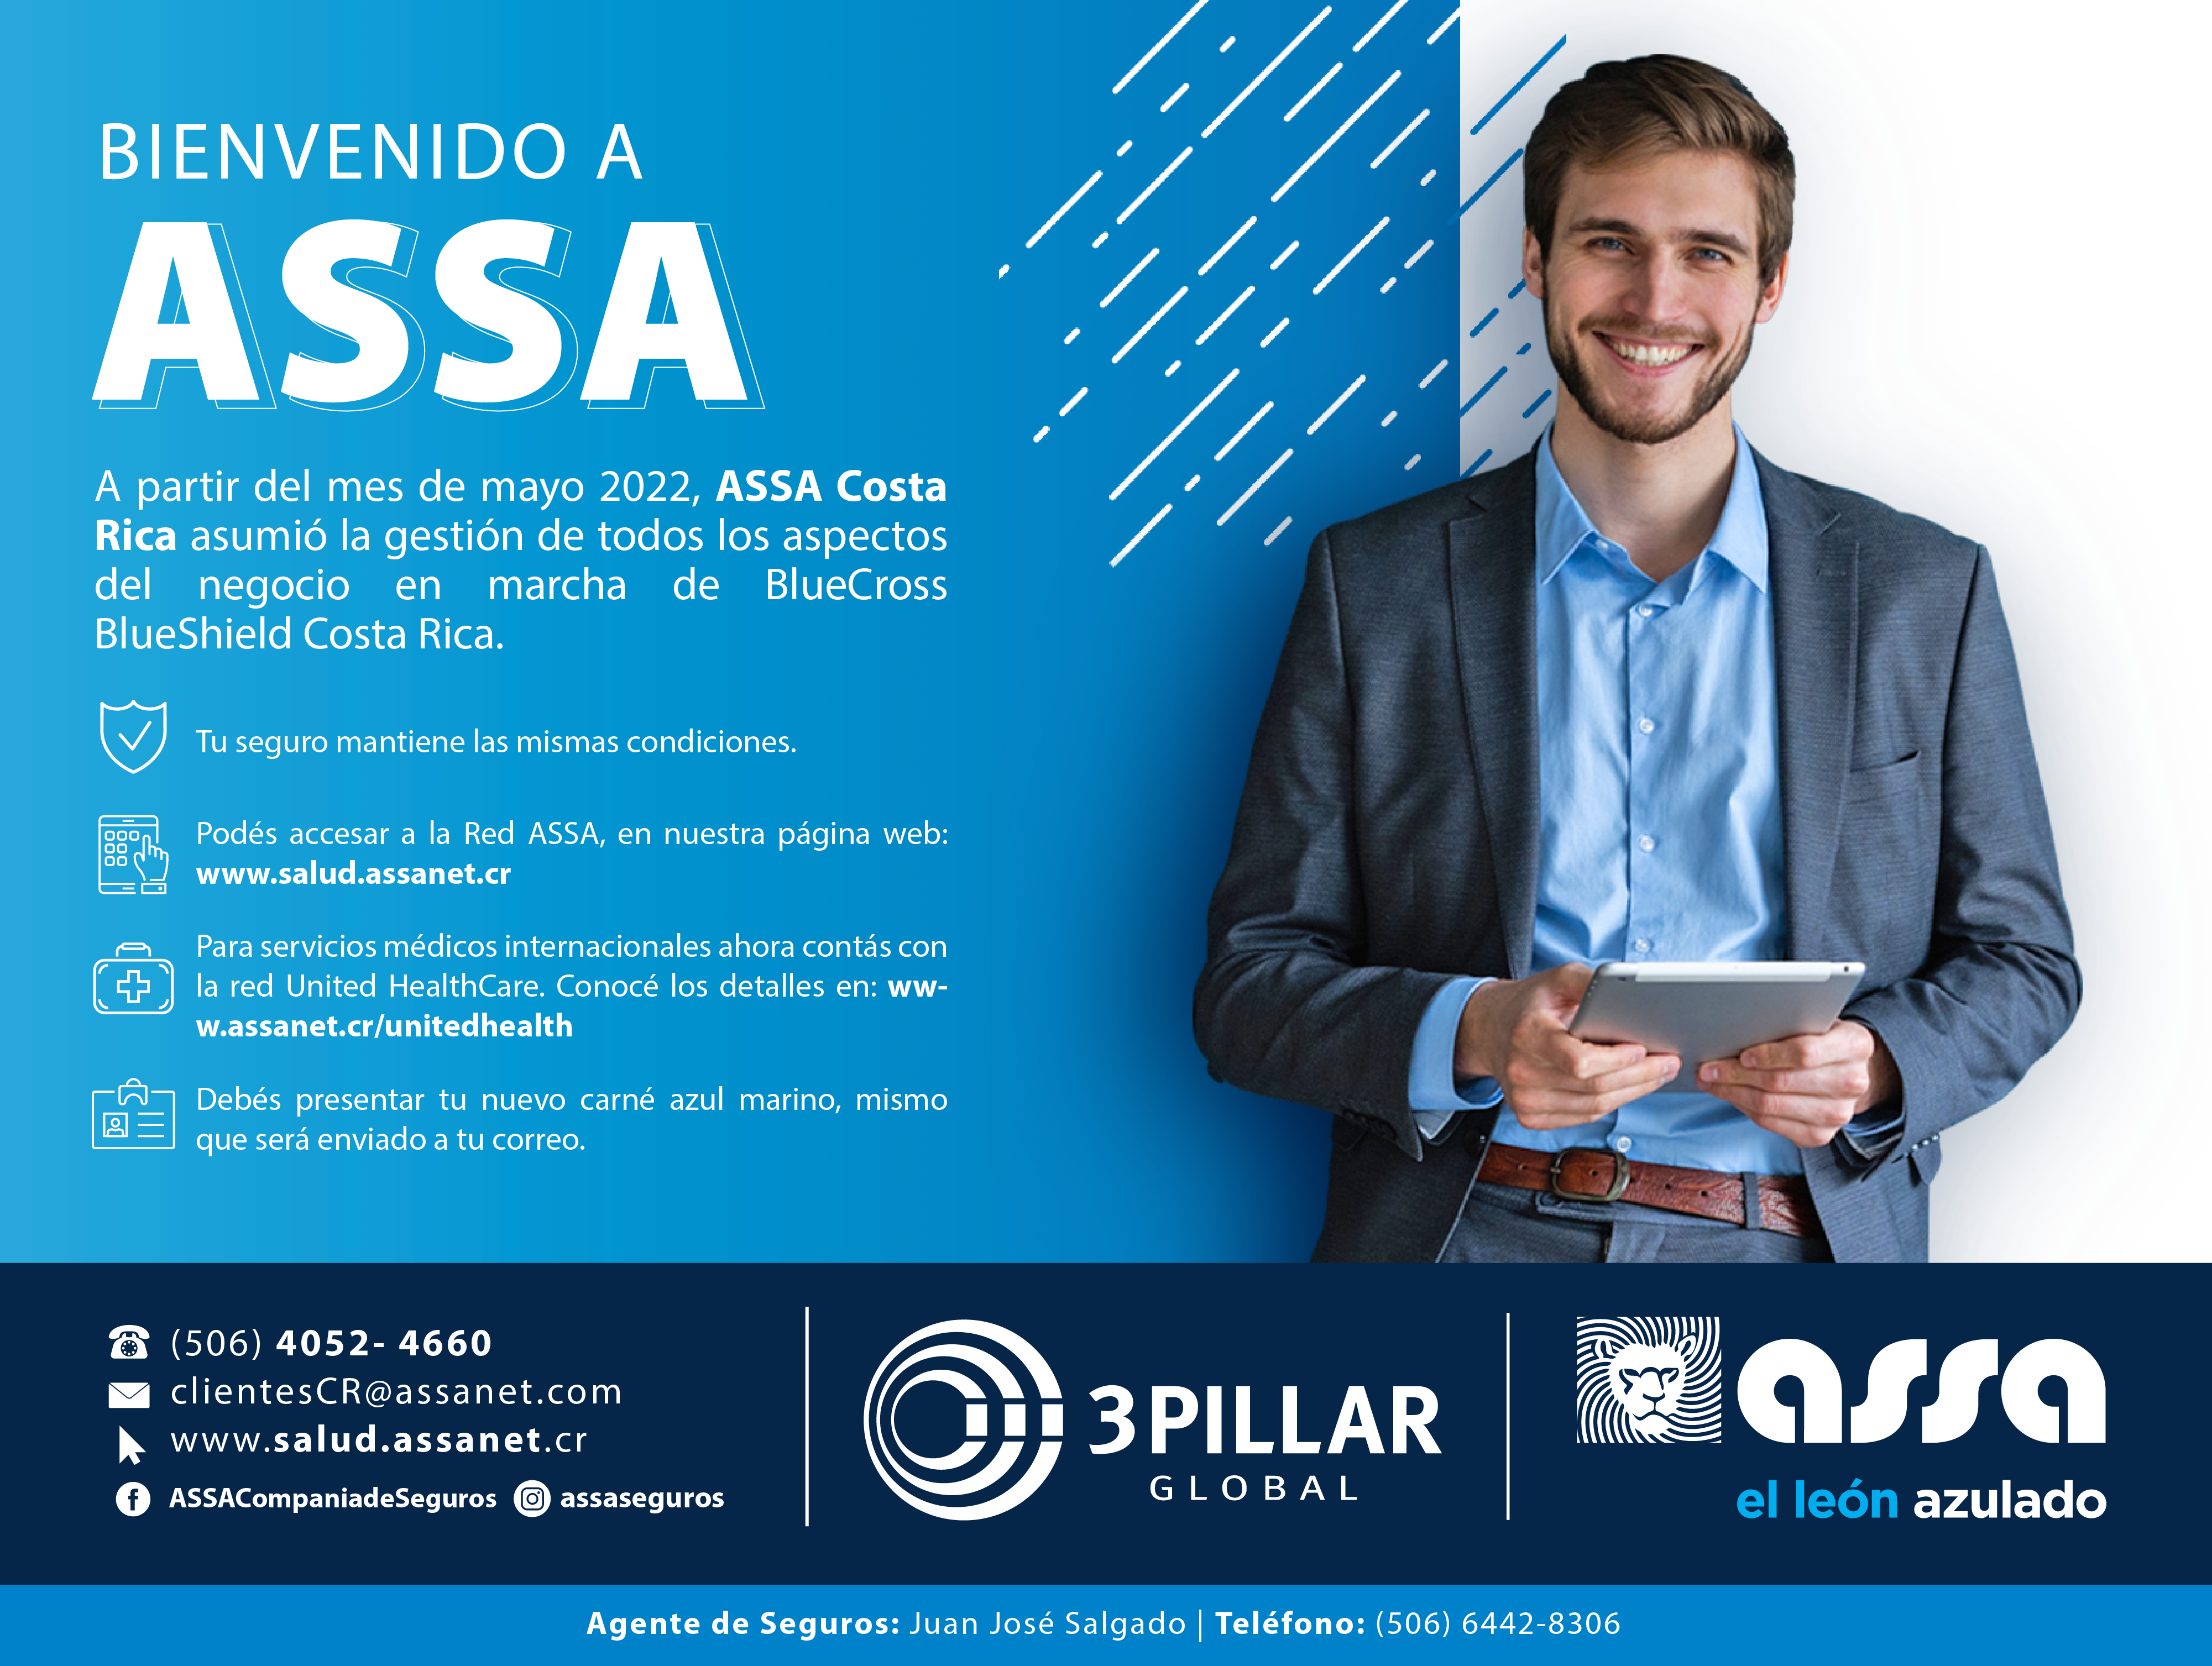 BIENVENIDO A
ASSA
A partir del mes de mayo 2022, ASSA Costa
Rica asumió la gestión de todos los aspectos
del negocio en marcha de BlueCross
BlueShield Costa Rica.
Tu seguro mantiene las mismas condiciones.
Podés accesar a la Red ASSA, en nuestra página web:
www.salud.assanet.cr
Para servicios médicos internacionales ahora contás con
la red United HealthCare. Conocé los detalles en: ww-
w.assanet.cr/unitedhealth
Debés presentar tu nuevo carné azul marino, mismo
que será enviado a tu correo.
(506) 4052- 4660
clientesCR@assanet.com
www.salud.assanet.cr
ASSACompaniadeSeguros assaseguros
3PILLAR
GLOBAL
assa
el león azulado
Agente de Seguros: Juan José Salgado | Teléfono: (506) 6442-8306